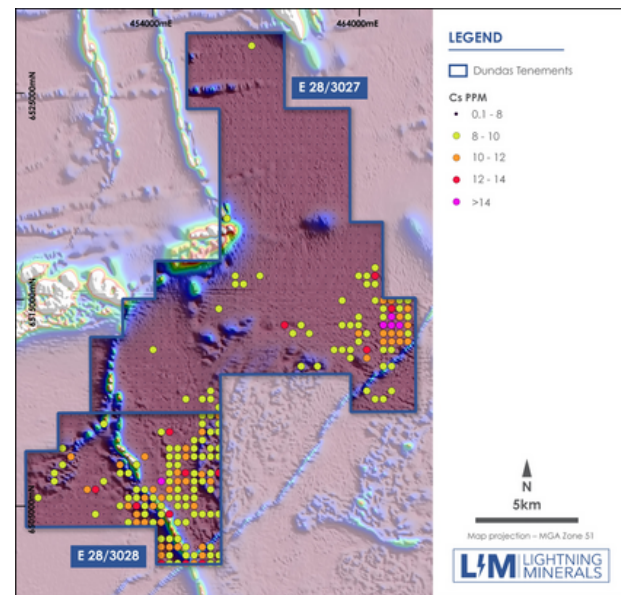 454000mE
464000mE
6525000mN
6515000mN
6505000mN
E 28/3027
E 28/3028
LEGEND
Dundas Tenements
Cs PPM
0.1 - 8
8 - 10
10 - 12
12 - 14
>14
N
5km
Map projection – MGA Zone 51
LM LIGHTNING
MINERALS